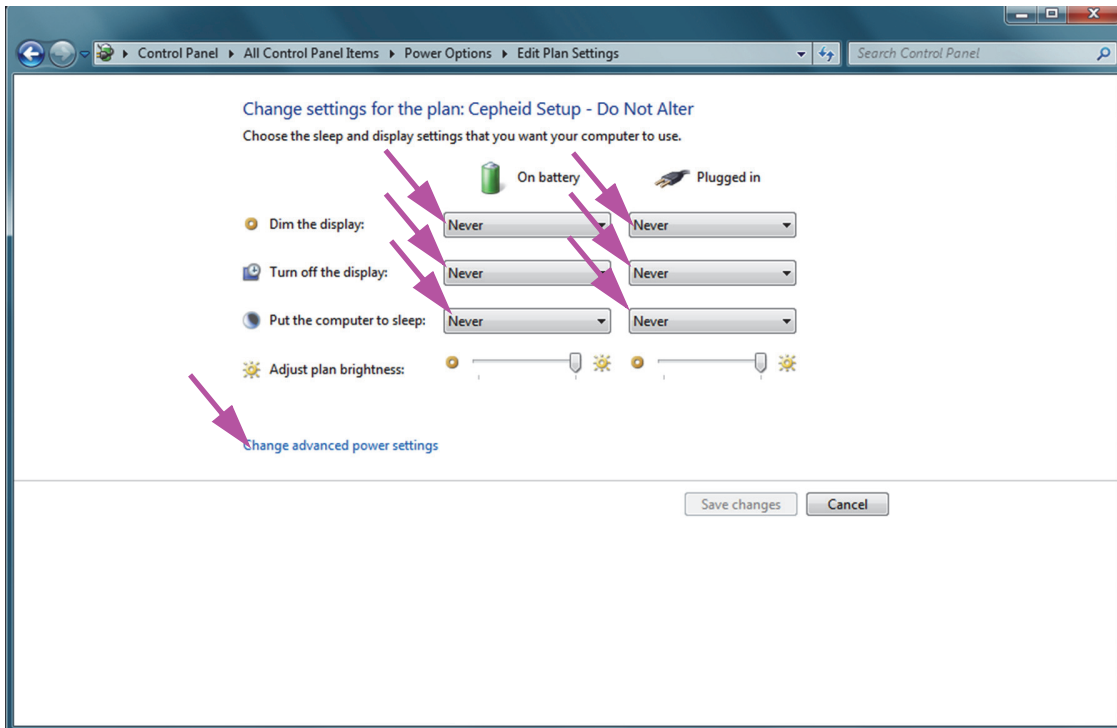 Control Panel All Control Panel Items Power Options Edit Plan Settings Search Control Panel
Change settings for the plan: Cepheid Setup - Do Not Alter
Choose the sleep and display settings that you want your computer to use.
On battery Plugged in
Dim the display: Never Never
Turn off the display: Never Never
Put the computer to sleep: Never Never
Adjust plan brightness:
Change advanced power settings
Save changes Cancel